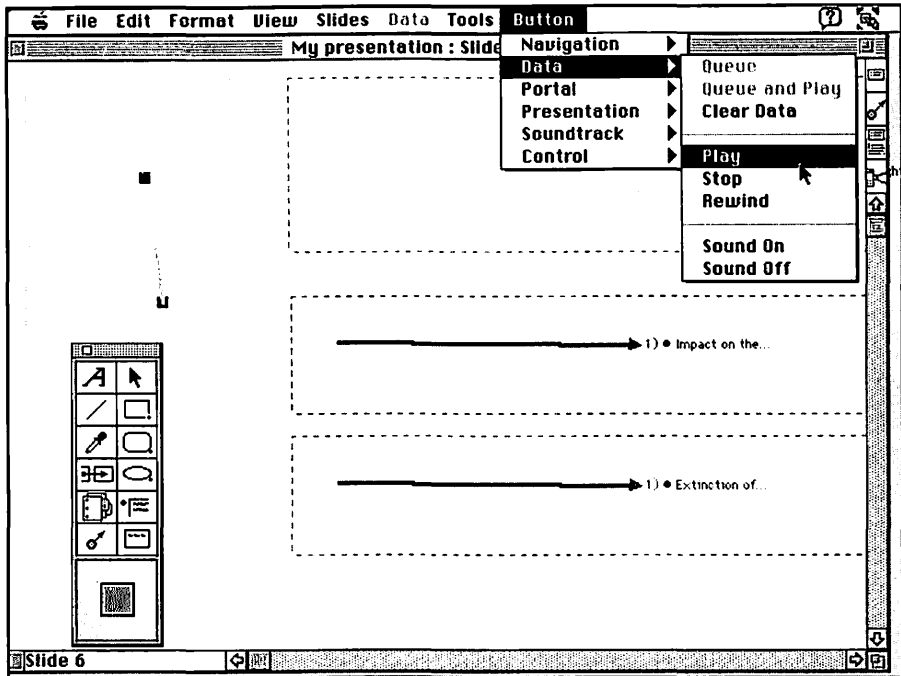 File Edit Format View Slides Data Tools Button
My presentation : Slide
Navigation
Data
Portal
Presentation
Soundtrack
Control
Queue
Queue and Play
Clear Data
Play
Stop
Rewind
Sound On
Sound Off
1) • Impact on the...
1) • Extinction of...
Slide 6